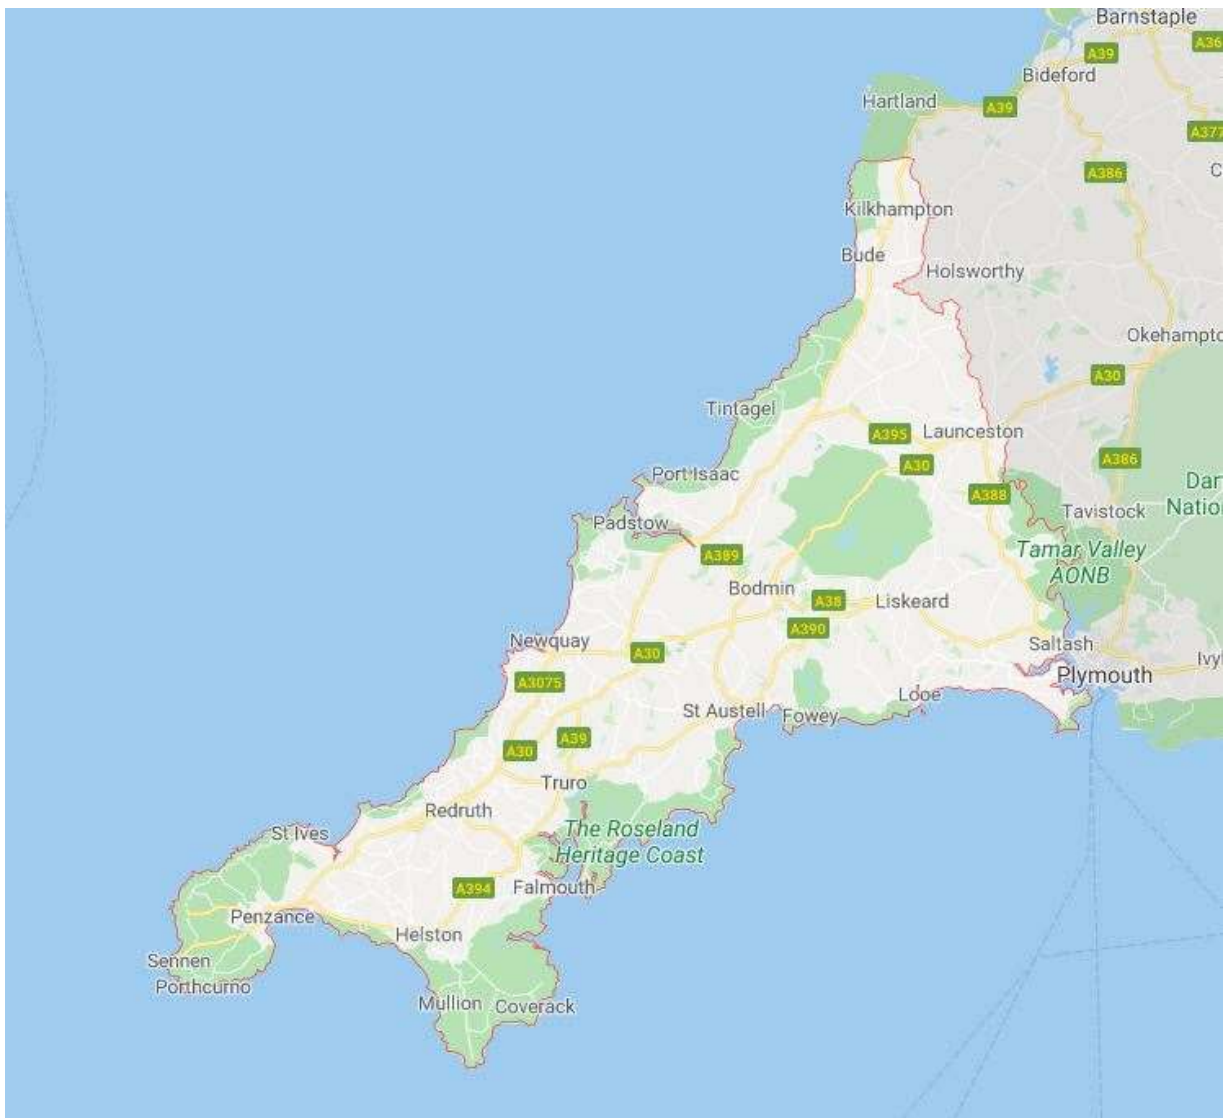 Barnstaple
A36
A39
Bideford
Hartland
A39
A377
A386
C
Kilkhampton
Bude
Holsworthy
Okehampto
A30
Tintagel
A395
Launceston
A30
A386
Port Isaac
A388
Dar
Natio
Padstow
Tavistock
A389
Tamar Valley
AONB
Bodmin
A38
Liskeard
A390
Newquay
A30
Saltash
Ivy
Plymouth
A3075
Looe
St Austell
Fowey
A39
A30
Truro
Redruth
The Roseland
Heritage Coast
St Ives
A394
Falmouth
Penzance
Helston
Sennen
Porthcurno
Mullion
Coverack